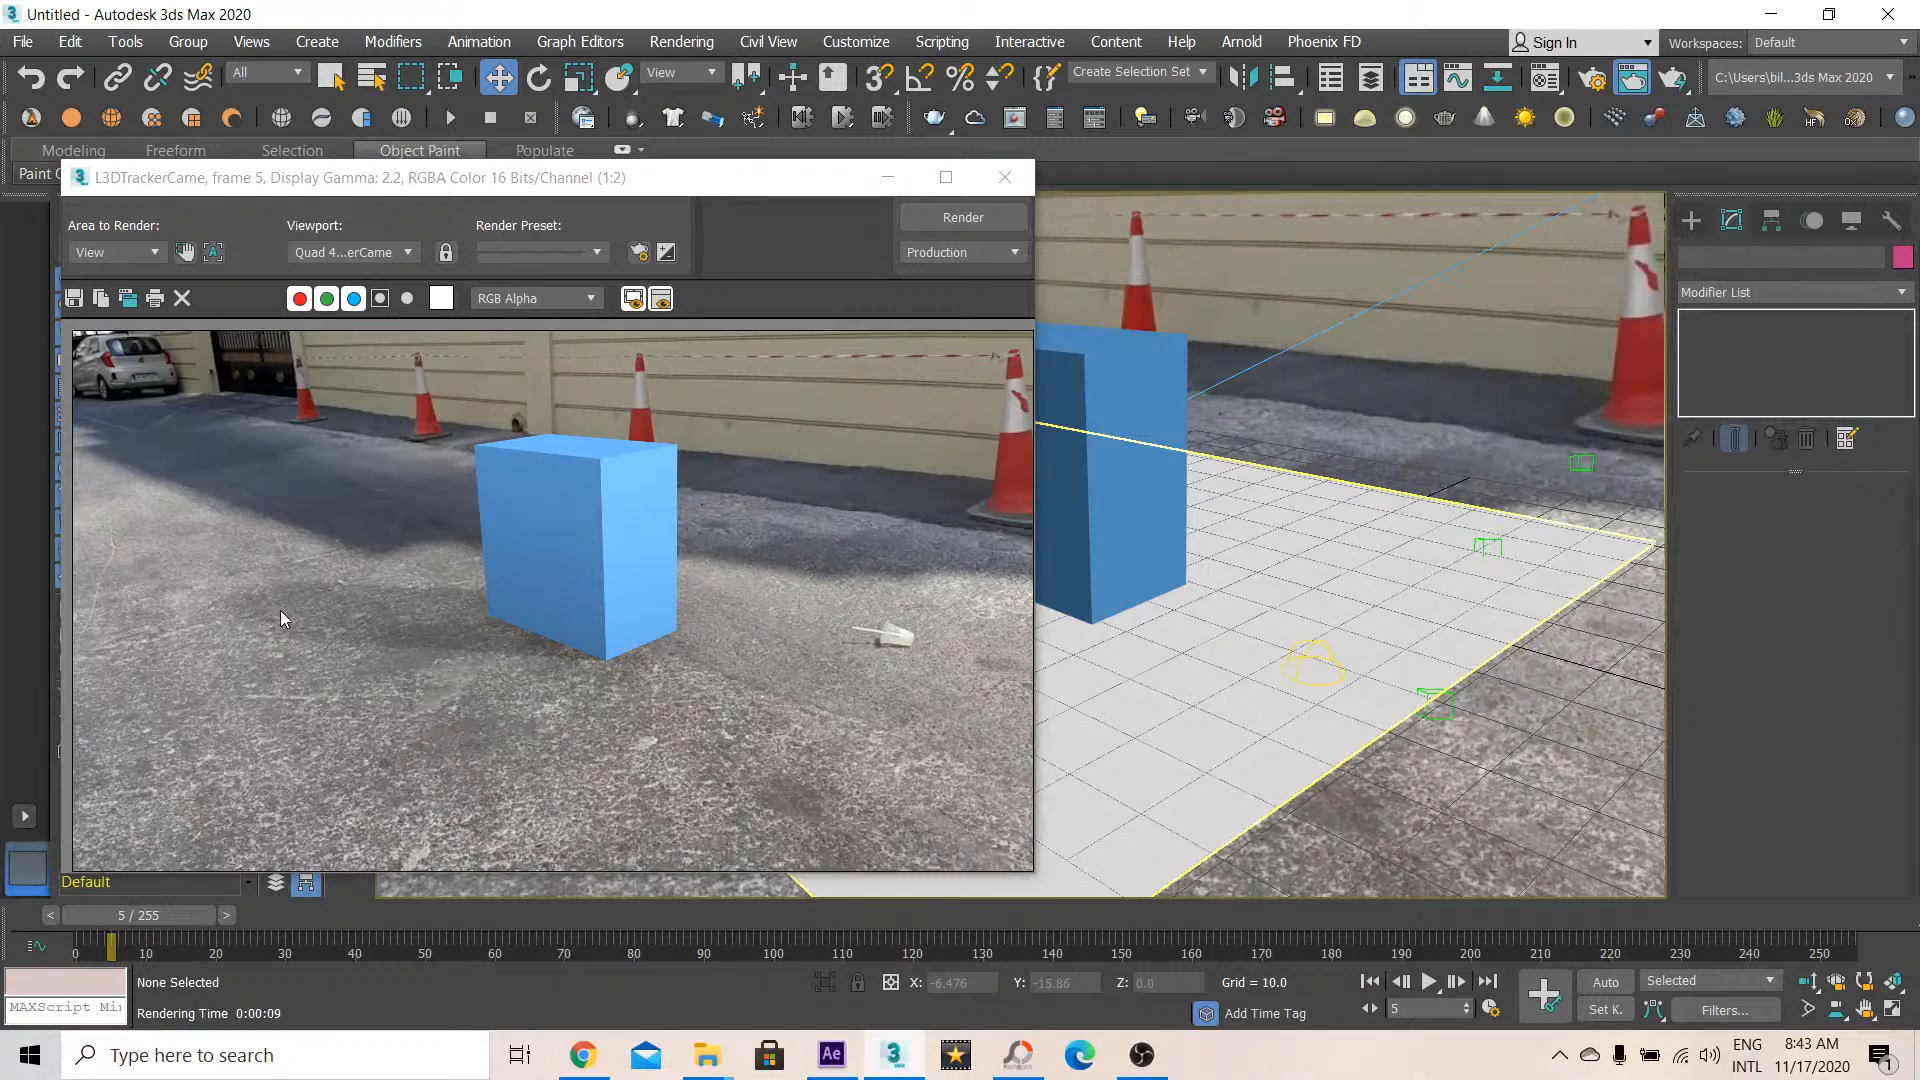 Untitled - Autodesk 3ds Max 2020
File Edit Tools Group Views Create Modifiers Animation Graph Editors Rendering Civil View Customize Scripting Interactive Content Help Arnold Phoenix FD
Sign In
Workspaces: Default
All
View
Create Selection Set
C:\Users\bil...3ds Max 2020
HF
Modeling Freeform Selection Object Paint Populate
Paint
L3DTrackerCame, frame 5, Display Gamma: 2.2, RGBA Color 16 Bits/Channel (1:2)
Area to Render:
View
Viewport:
Quad 4...erCame
Render Preset:
Render
Production
RGB Alpha
Modifier List
Default
5 / 255
0 10 20 30 40 50 60 70 80 90 100 110 120 130 140 150 160 170 180 190 200 210 220 230 240 250
None Selected
X: -6.476 Y: -15.86 Z: 0.0 Grid = 10.0
Auto
Selected
MAXScript Mi
Rendering Time 0:00:09
Add Time Tag
5
Set K.
Filters...
Type here to search
Ae
ENG
INTL
8:43 AM
11/17/2020
1